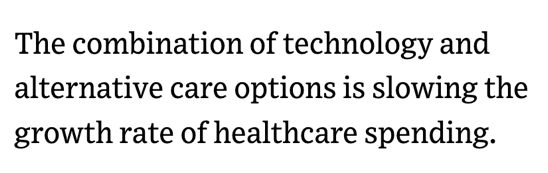 The combination of technology and
alternative care options is slowing the
growth rate of healthcare spending.